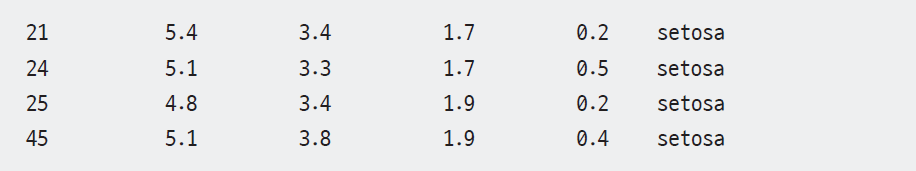 21 5.4 3.4 1.7 0.2 setosa
24 5.1 3.3 1.7 0.5 setosa
25 4.8 3.4 1.9 0.2 setosa
45 5.1 3.8 1.9 0.4 setosa